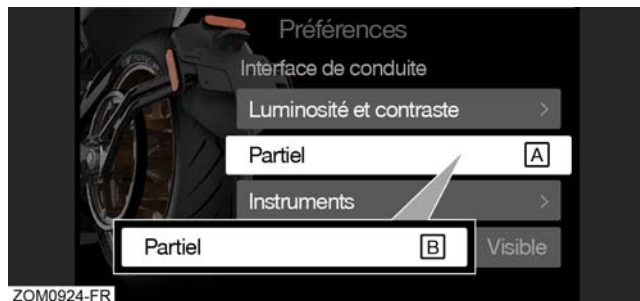 Préférences
Interface de conduite
Luminosité et contraste >
Partiel A
Instruments >
Partiel B Visible
ZOM0924-FR